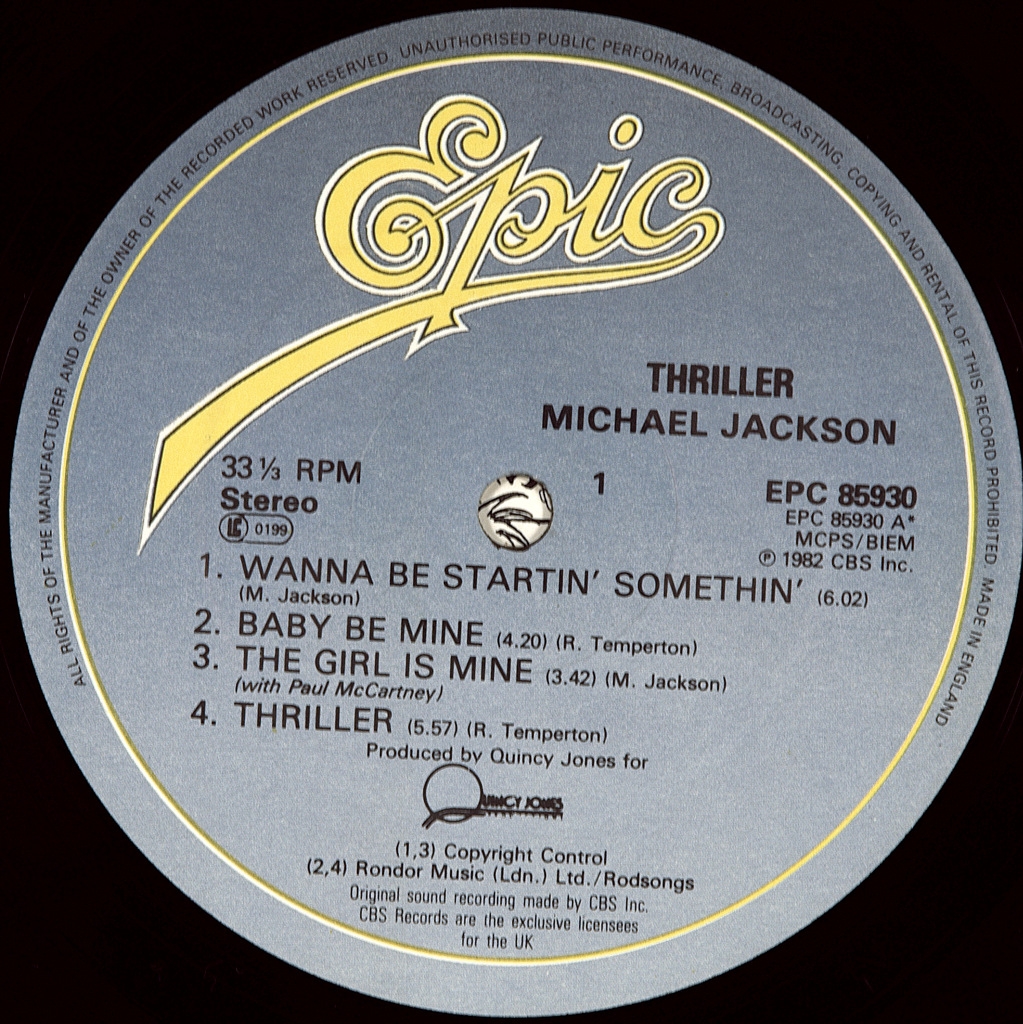 ALL RIGHTS OF THE MANUFACTURER AND OF THE OWNER OF THE RECORDED WORK RESERVED. UNAUTHORISED PUBLIC PERFORMANCE, BROADCASTING, COPYING AND RENTAL OF THIS RECORD PROHIBITED. MADE IN ENGLAND.
Epic
THRILLER
MICHAEL JACKSON
33 ⅓ RPM
Stereo
LC 0199
1
EPC 85930
EPC 85930 A*
MCPS/BIEM
℗ 1982 CBS Inc.
1. WANNA BE STARTIN' SOMETHIN' (6.02)
(M. Jackson)
2. BABY BE MINE (4.20) (R. Temperton)
3. THE GIRL IS MINE (3.42) (M. Jackson)
(with Paul McCartney)
4. THRILLER (5.57) (R. Temperton)
Produced by Quincy Jones for
QUINCY JONES
(1,3) Copyright Control
(2,4) Rondor Music (Ldn.) Ltd./Rodsongs
Original sound recording made by CBS Inc.
CBS Records are the exclusive licensees
for the UK